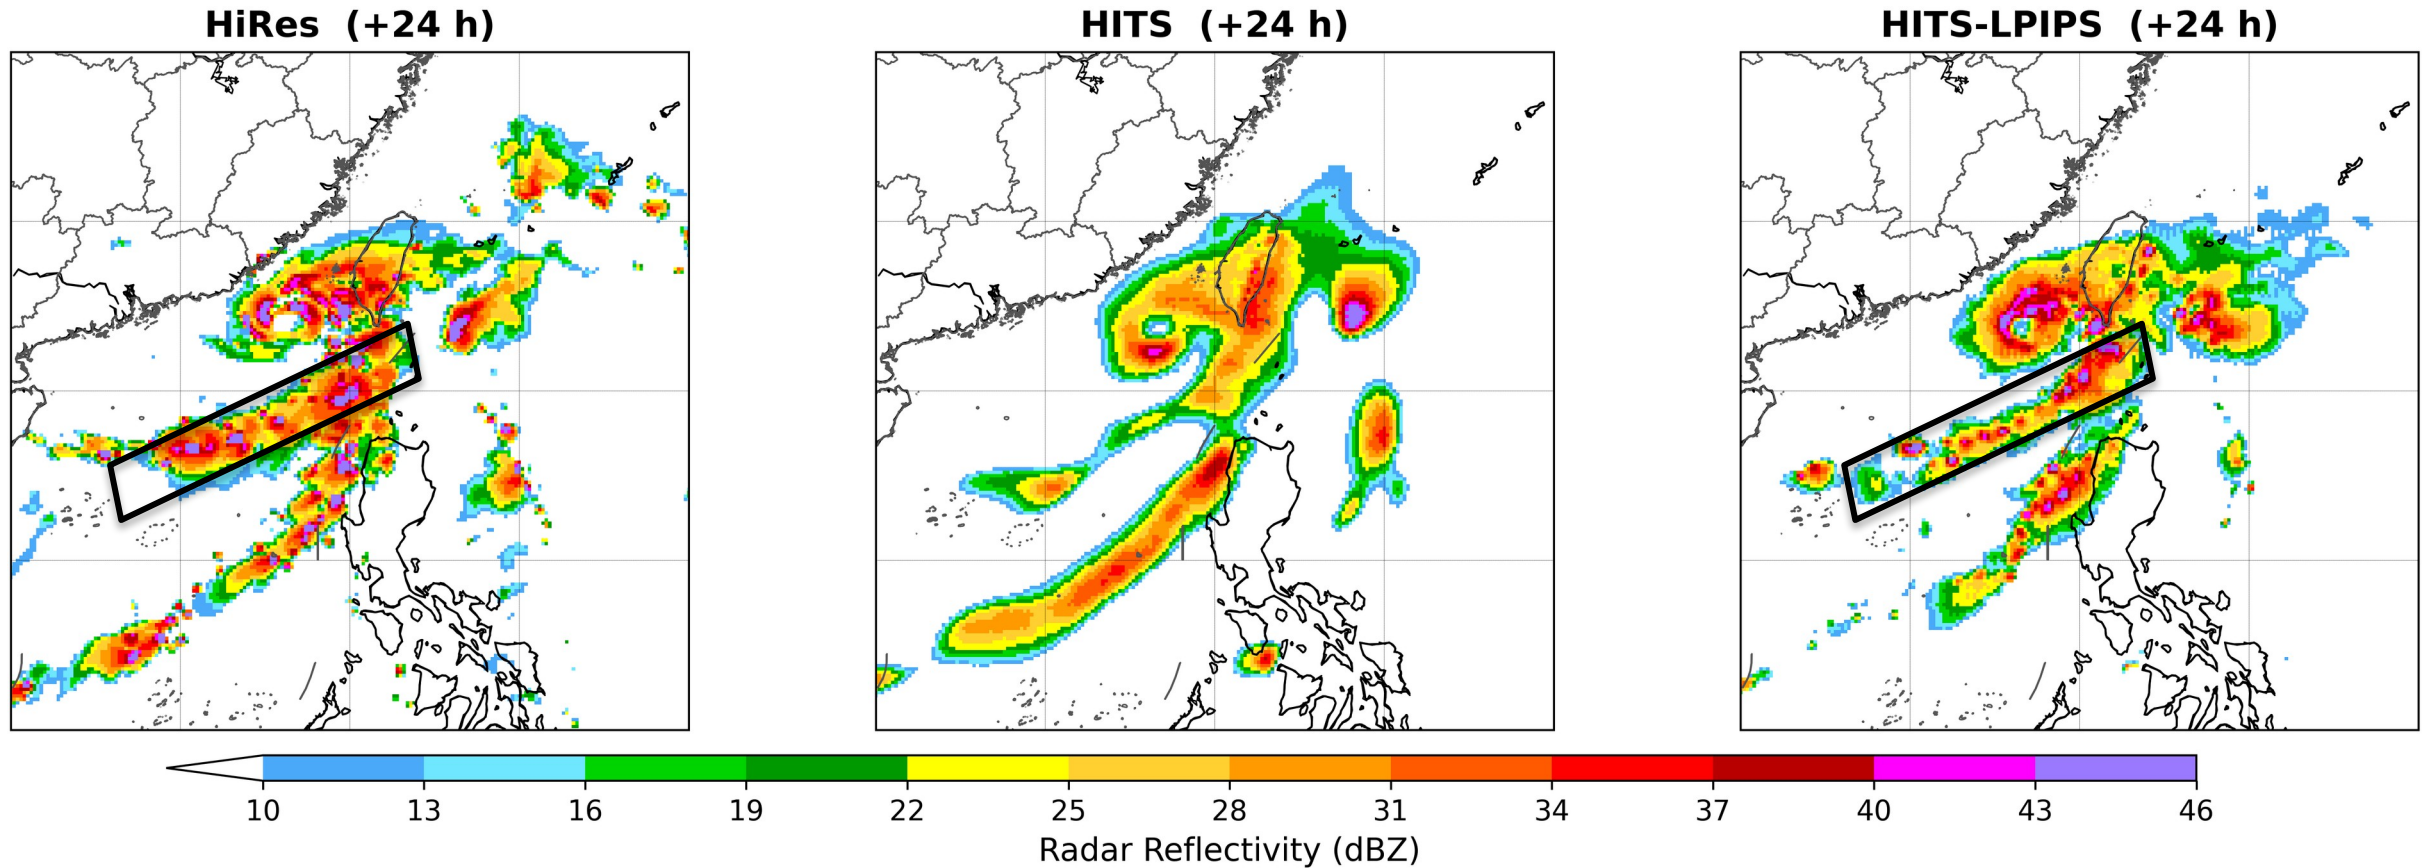 HiRes (+24 h)
HITS (+24 h)
HITS-LPIPS (+24 h)
10 13 16 19 22 25 28 31 34 37 40 43 46
Radar Reflectivity (dBZ)